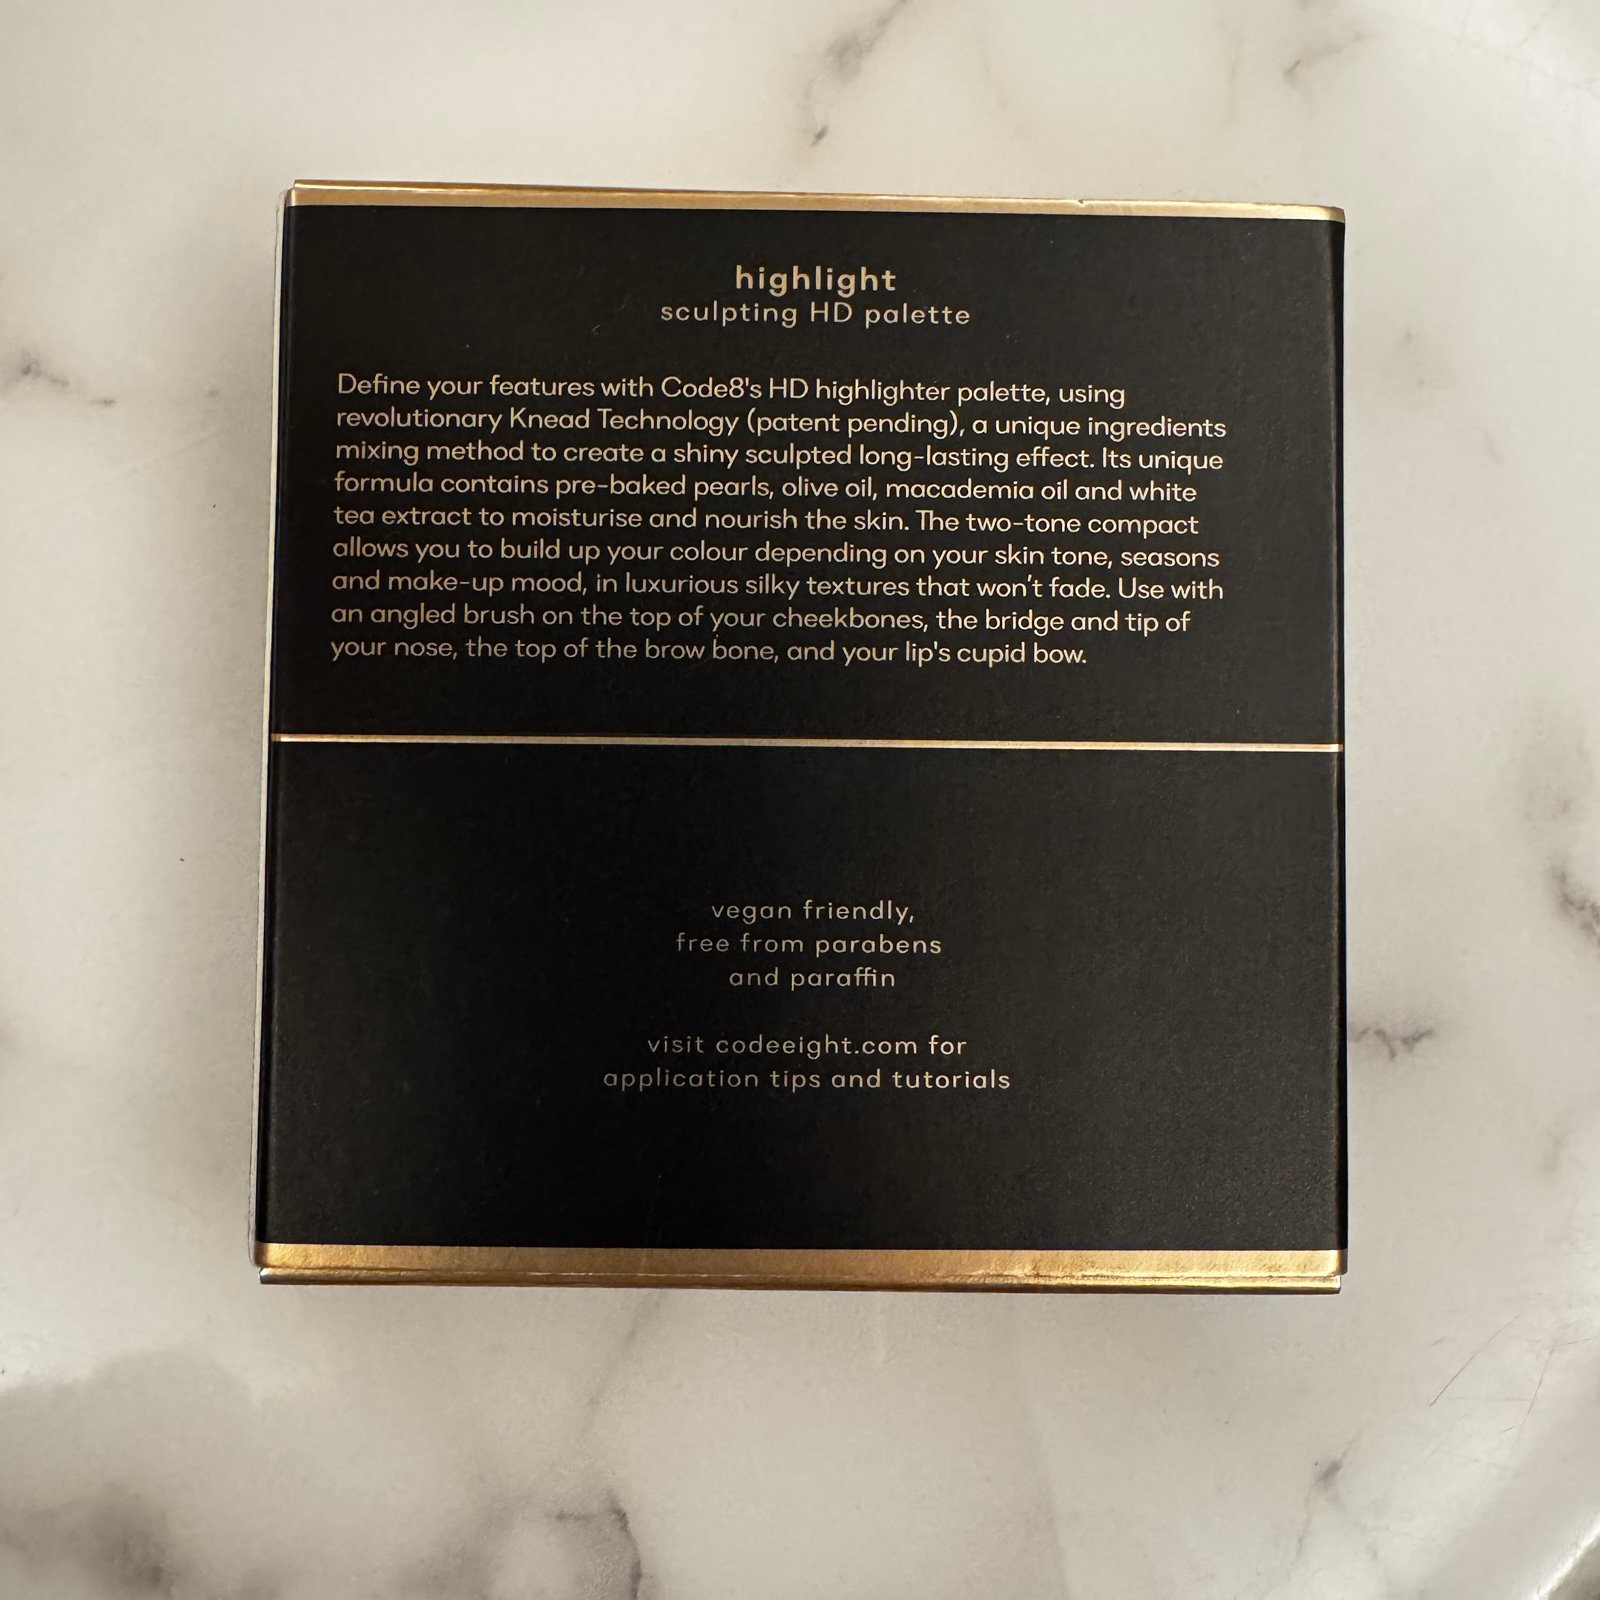 highlight
sculpting HD palette
Define your features with Code8's HD highlighter palette, using
revolutionary Knead Technology (patent pending), a unique ingredients
mixing method to create a shiny sculpted long-lasting effect. Its unique
formula contains pre-baked pearls, olive oil, macademia oil and white
tea extract to moisturise and nourish the skin. The two-tone compact
allows you to build up your colour depending on your skin tone, seasons
and make-up mood, in luxurious silky textures that won't fade. Use with
an angled brush on the top of your cheekbones, the bridge and tip of
your nose, the top of the brow bone, and your lip's cupid bow.
vegan friendly,
free from parabens
and paraffin
visit codeeight.com for
application tips and tutorials